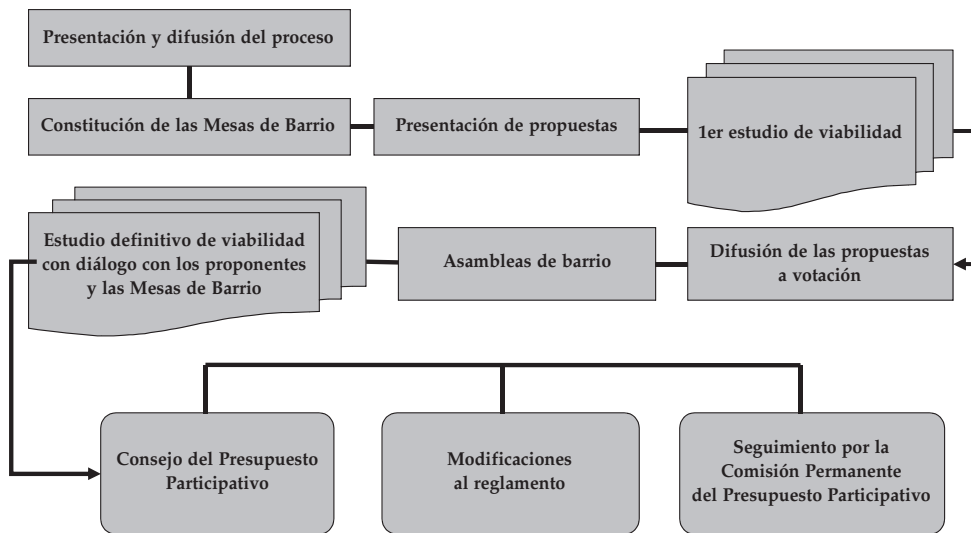 Presentación y difusión del proceso
Constitución de las Mesas de Barrio
Presentación de propuestas
1er estudio de viabilidad
Estudio definitivo de viabilidad
con diálogo con los proponentes
y las Mesas de Barrio
Asambleas de barrio
Difusión de las propuestas
a votación
Consejo del Presupuesto
Participativo
Modificaciones
al reglamento
Seguimiento por la
Comisión Permanente
del Presupuesto Participativo